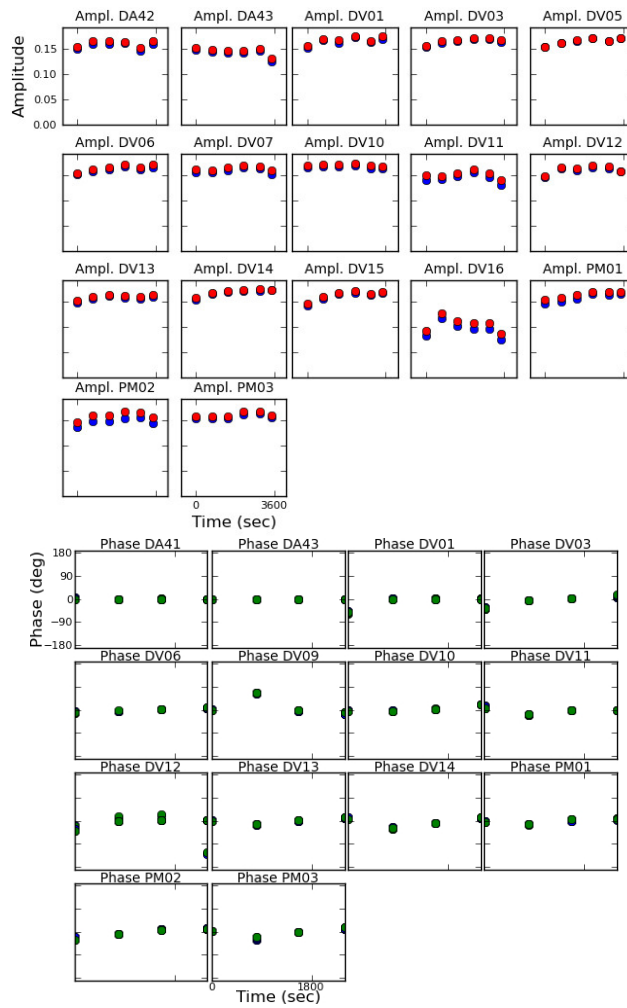 Ampl. DA42 Ampl. DA43 Ampl. DV01 Ampl. DV03 Ampl. DV05
Amplitude
0.15
0.10
0.05
0.00
Ampl. DV06 Ampl. DV07 Ampl. DV10 Ampl. DV11 Ampl. DV12
Ampl. DV13 Ampl. DV14 Ampl. DV15 Ampl. DV16 Ampl. PM01
Ampl. PM02 Ampl. PM03
0 3600
Time (sec)
Phase DA41 Phase DA43 Phase DV01 Phase DV03
Phase (deg)
180
90
0
−90
−180
Phase DV06 Phase DV09 Phase DV10 Phase DV11
Phase DV12 Phase DV13 Phase DV14 Phase PM01
Phase PM02 Phase PM03
0 1800
Time (sec)